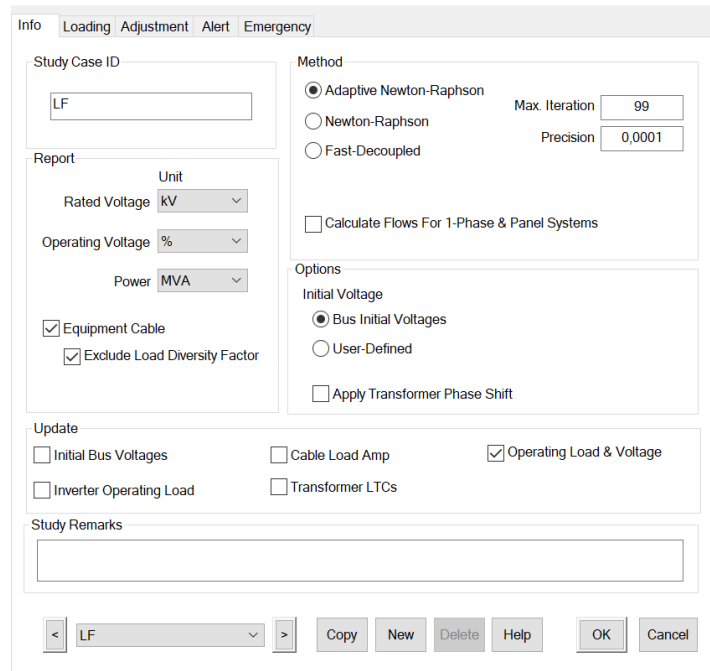 Info Loading Adjustment Alert Emergency
Study Case ID
LF
Method
Adaptive Newton-Raphson
Newton-Raphson
Fast-Decoupled
Max. Iteration 99
Precision 0,0001
Calculate Flows For 1-Phase & Panel Systems
Report
Unit
Rated Voltage kV
Operating Voltage %
Power MVA
Equipment Cable
Exclude Load Diversity Factor
Options
Initial Voltage
Bus Initial Voltages
User-Defined
Apply Transformer Phase Shift
Update
Initial Bus Voltages Cable Load Amp Operating Load & Voltage
Inverter Operating Load Transformer LTCs
Study Remarks
< LF > Copy New Delete Help OK Cancel